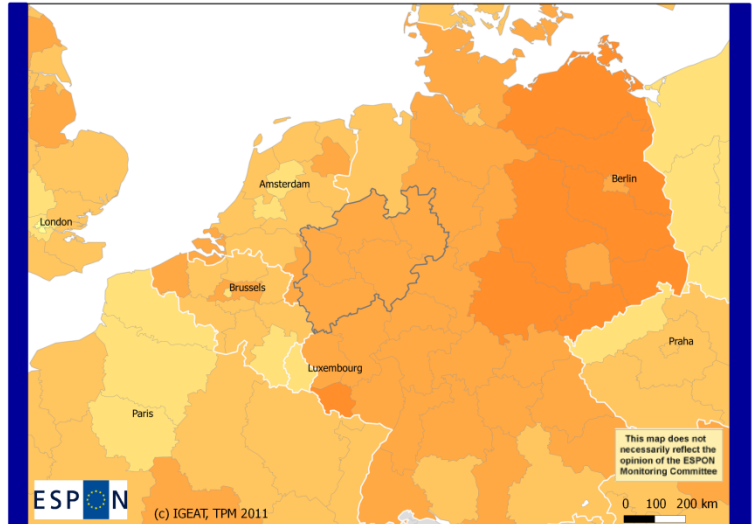 Berlin
Amsterdam
London
Brussels
Praha
Luxembourg
Paris
This map does not
necessarily reflect the
opinion of the ESPON
Monitoring Committee
ESPON
(c) IGEAT, TPM 2011
0 100 200 km